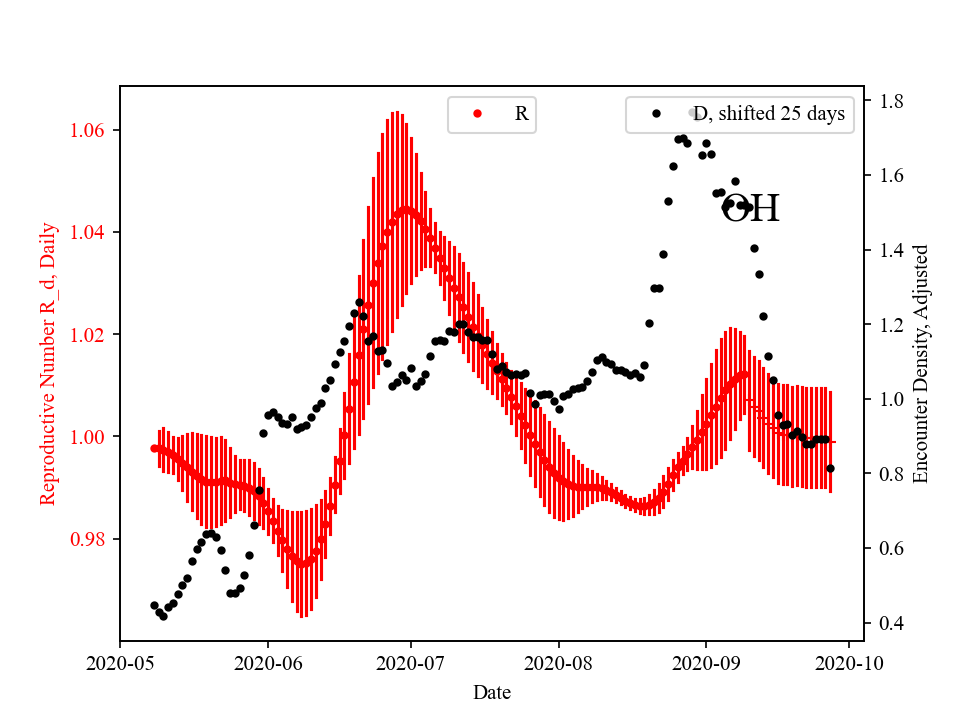 R
D, shifted 25 days
OH
Reproductive Number R_d, Daily
1.06
1.04
1.02
1.00
0.98
Encounter Density, Adjusted
1.8
1.6
1.4
1.2
1.0
0.8
0.6
0.4
2020-05 2020-06 2020-07 2020-08 2020-09 2020-10
Date